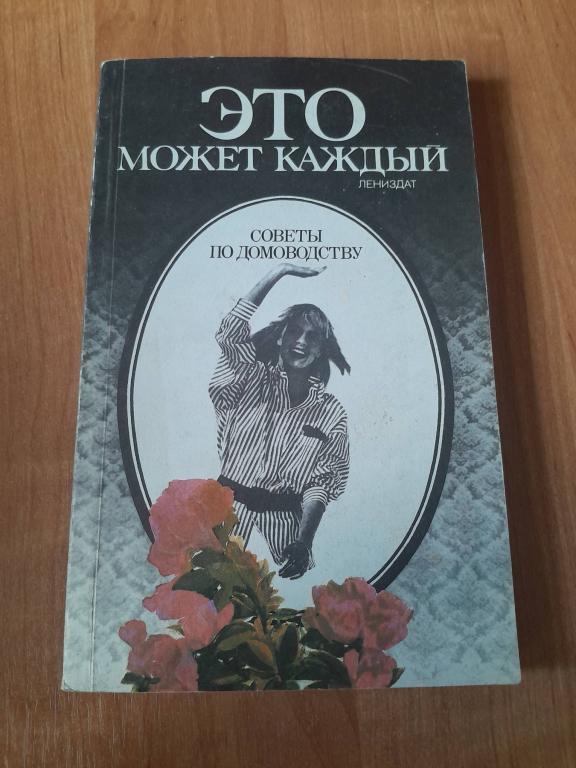 ЭТО
МОЖЕТ КАЖДЫЙ
ЛЕНИЗДАТ
СОВЕТЫ
ПО ДОМОВОДСТВУ